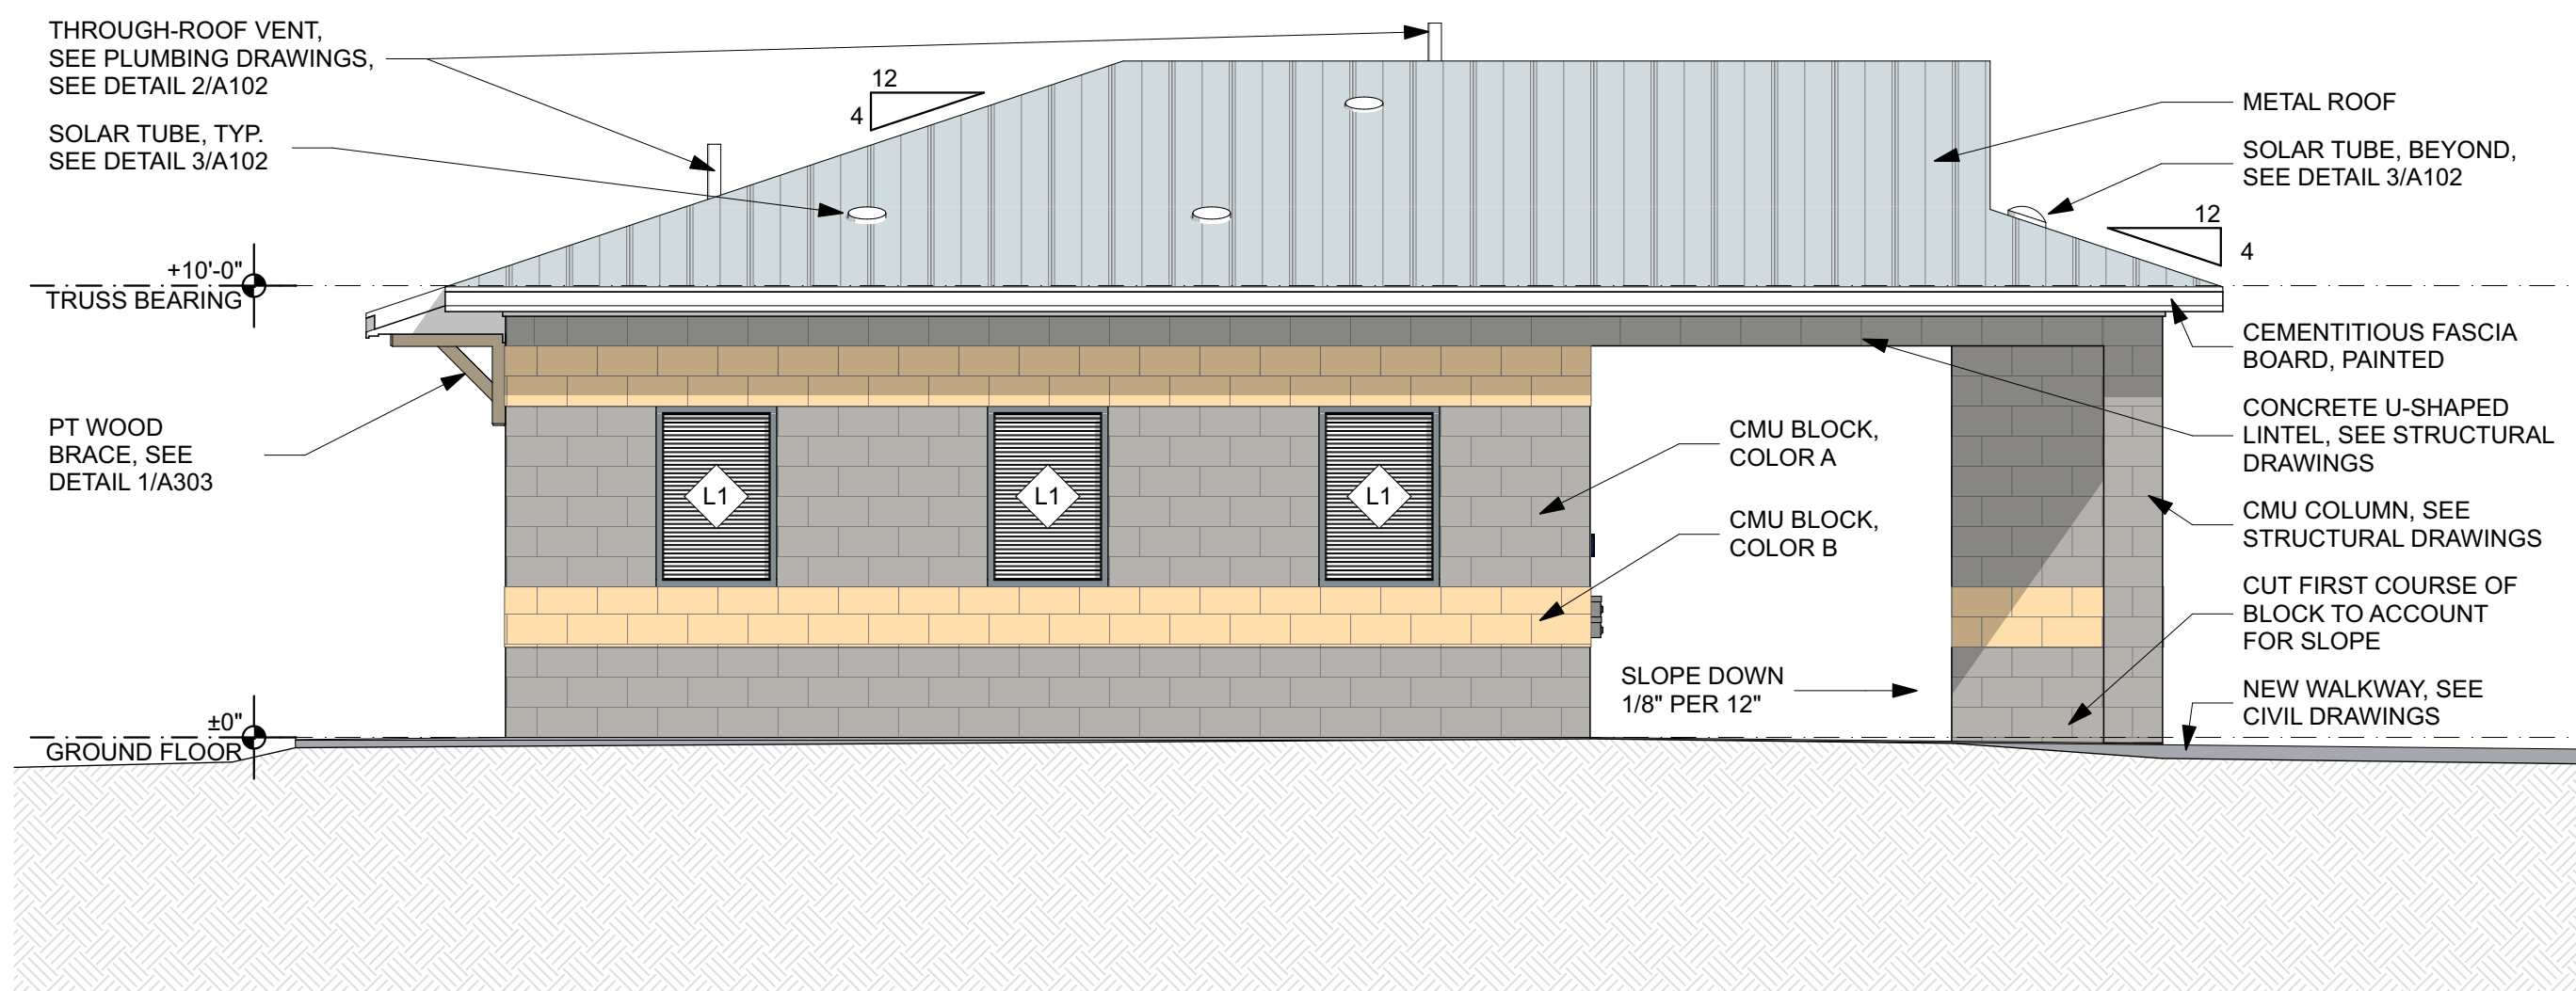 THROUGH-ROOF VENT,
SEE PLUMBING DRAWINGS,
SEE DETAIL 2/A102
SOLAR TUBE, TYP.
SEE DETAIL 3/A102
12
4
METAL ROOF
SOLAR TUBE, BEYOND,
SEE DETAIL 3/A102
12
4
+10'-0"
TRUSS BEARING
CEMENTITIOUS FASCIA
BOARD, PAINTED
PT WOOD
BRACE, SEE
DETAIL 1/A303
CONCRETE U-SHAPED
LINTEL, SEE STRUCTURAL
DRAWINGS
CMU BLOCK,
COLOR A
L1
L1
L1
CMU BLOCK,
COLOR B
CMU COLUMN, SEE
STRUCTURAL DRAWINGS
CUT FIRST COURSE OF
BLOCK TO ACCOUNT
FOR SLOPE
SLOPE DOWN
1/8" PER 12"
NEW WALKWAY, SEE
CIVIL DRAWINGS
±0"
GROUND FLOOR